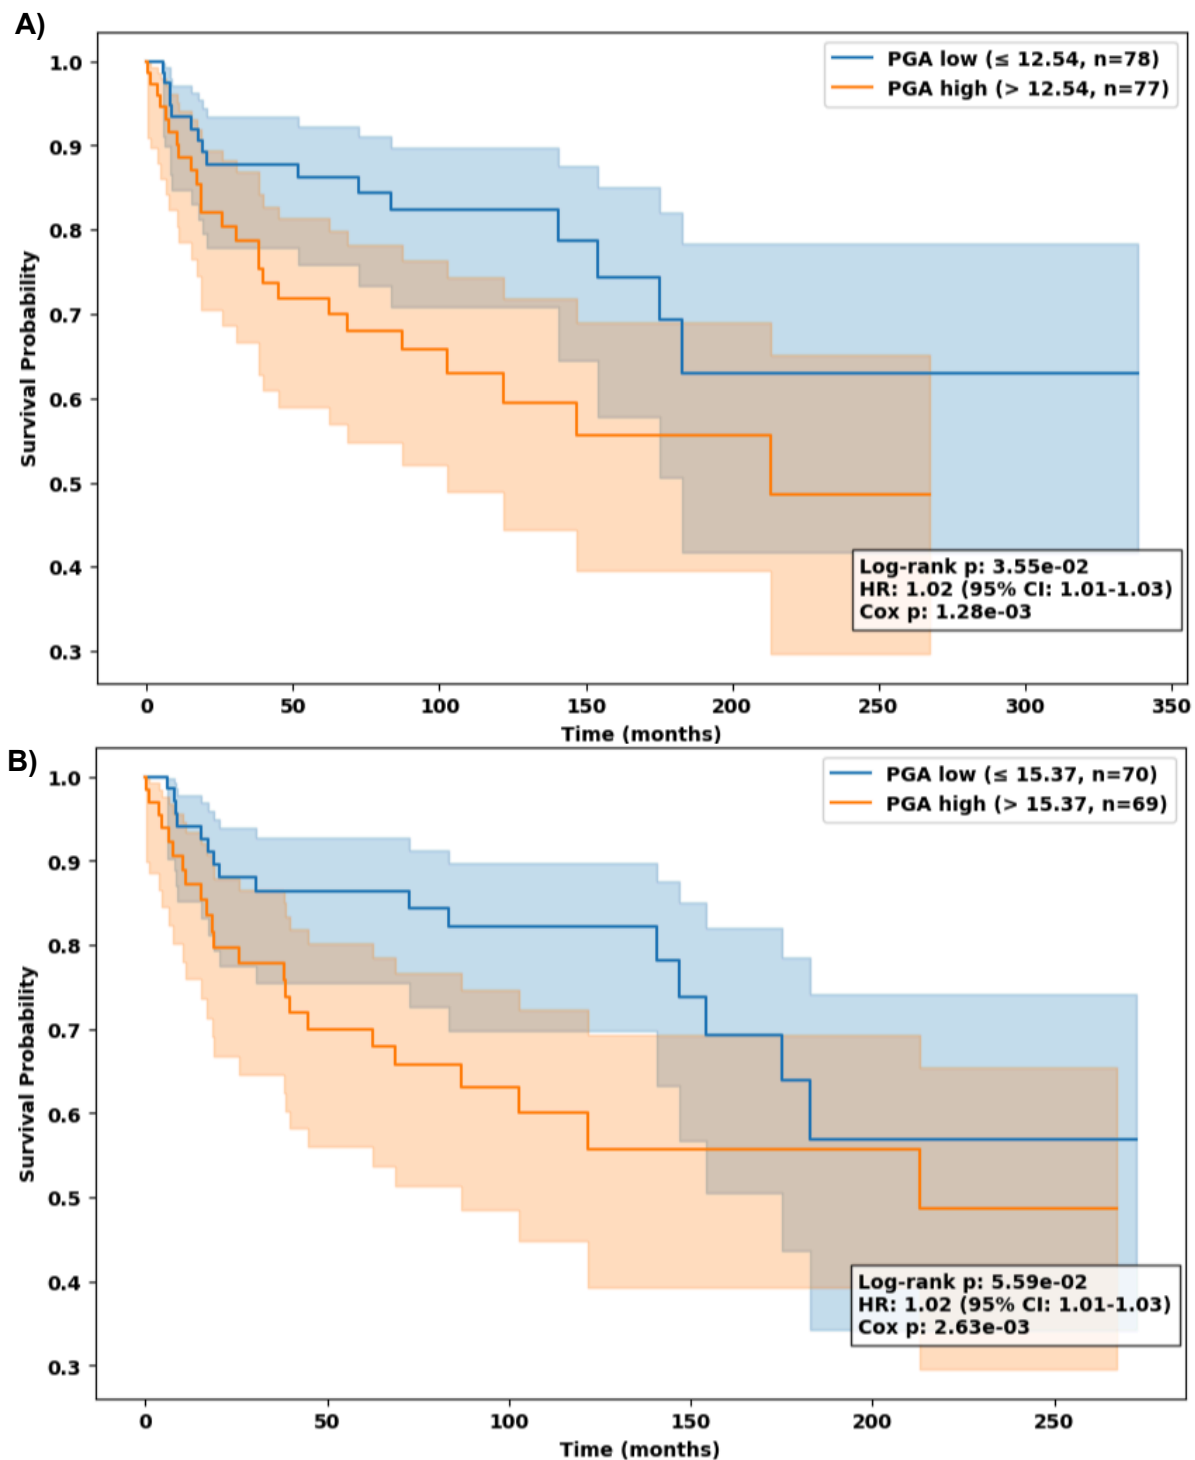 A)
PGA low (≤ 12.54, n=78)
PGA high (> 12.54, n=77)
1.0
0.9
0.8
0.7
0.6
0.5
0.4
0.3
Survival Probability
Log-rank p: 3.55e-02
HR: 1.02 (95% CI: 1.01-1.03)
Cox p: 1.28e-03
0 50 100 150 200 250 300 350
Time (months)
B)
PGA low (≤ 15.37, n=70)
PGA high (> 15.37, n=69)
1.0
0.9
0.8
0.7
0.6
0.5
0.4
0.3
Survival Probability
Log-rank p: 5.59e-02
HR: 1.02 (95% CI: 1.01-1.03)
Cox p: 2.63e-03
0 50 100 150 200 250
Time (months)